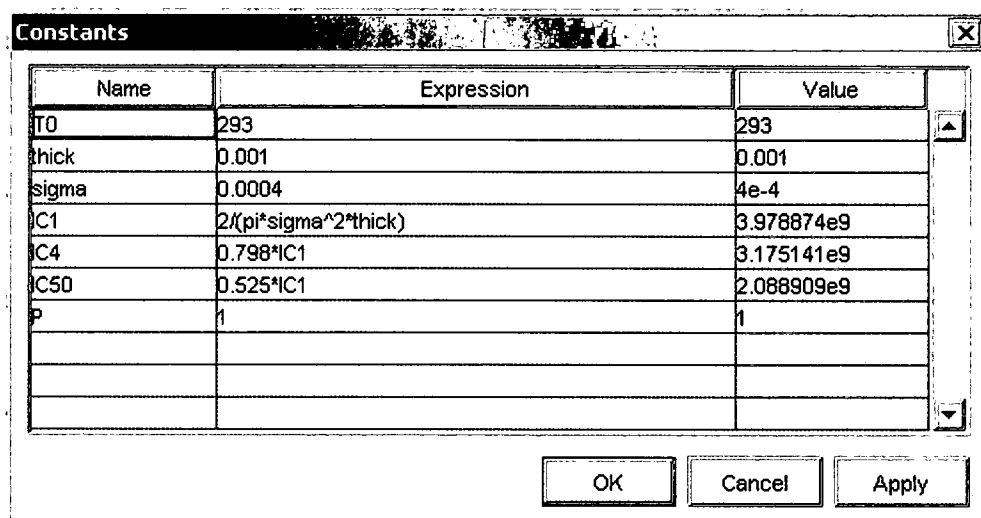 Constants
Name Expression Value
T0 293 293
thick 0.001 0.001
sigma 0.0004 4e-4
IC1 2/(pi*sigma^2*thick) 3.978874e9
IC4 0.798*IC1 3.175141e9
IC50 0.525*IC1 2.088909e9
P 1 1
OK Cancel Apply